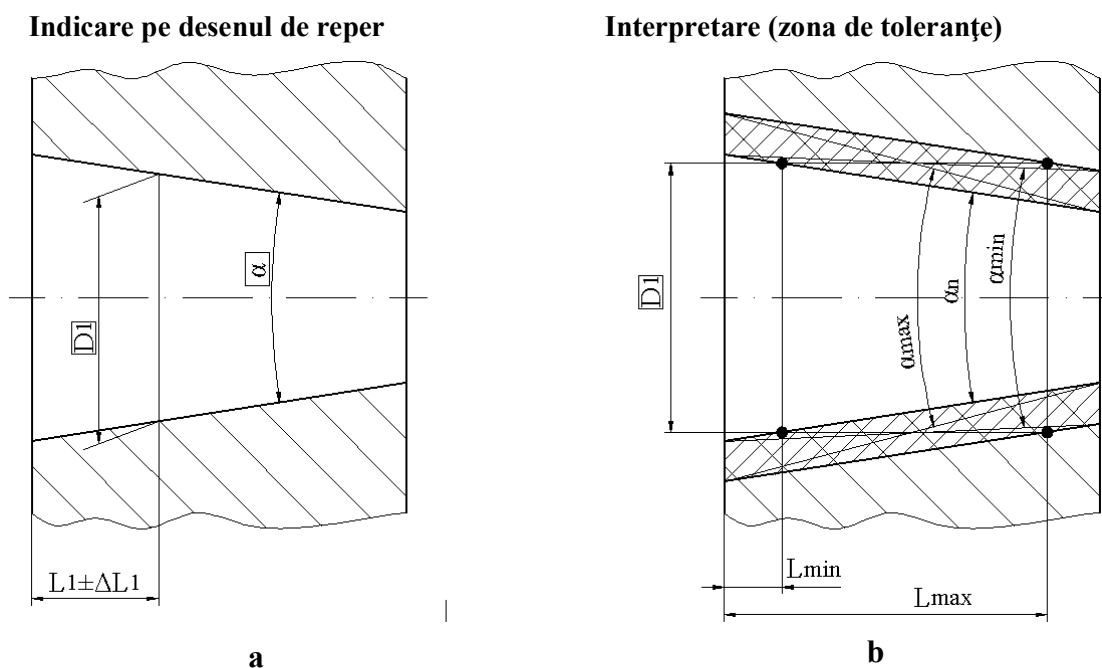 Indicare pe desenul de reper
Interpretare (zona de toleranţe)
D1
α
L1±ΔL1
a
D1
αmax
αn
αmin
Lmin
Lmax
b